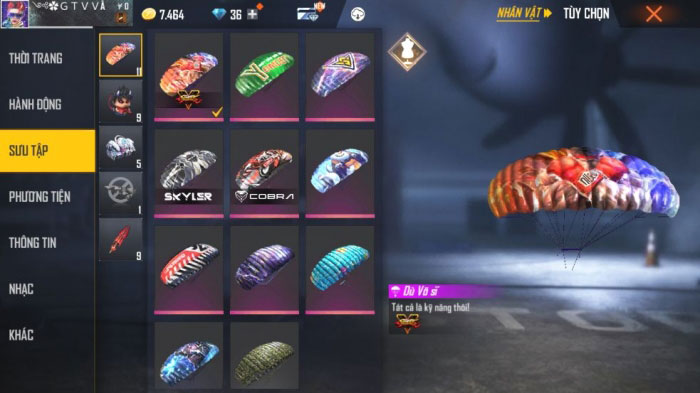 GTVVÀ
7.464
36
NHÂN VẬT
TÙY CHỌN
THỜI TRANG
HÀNH ĐỘNG
SƯU TẬP
PHƯƠNG TIỆN
THÔNG TIN
NHẠC
KHÁC
11
9
5
1
9
SKYLER
COBRA
Dù Võ sĩ
Tất cả là kỹ năng thôi!